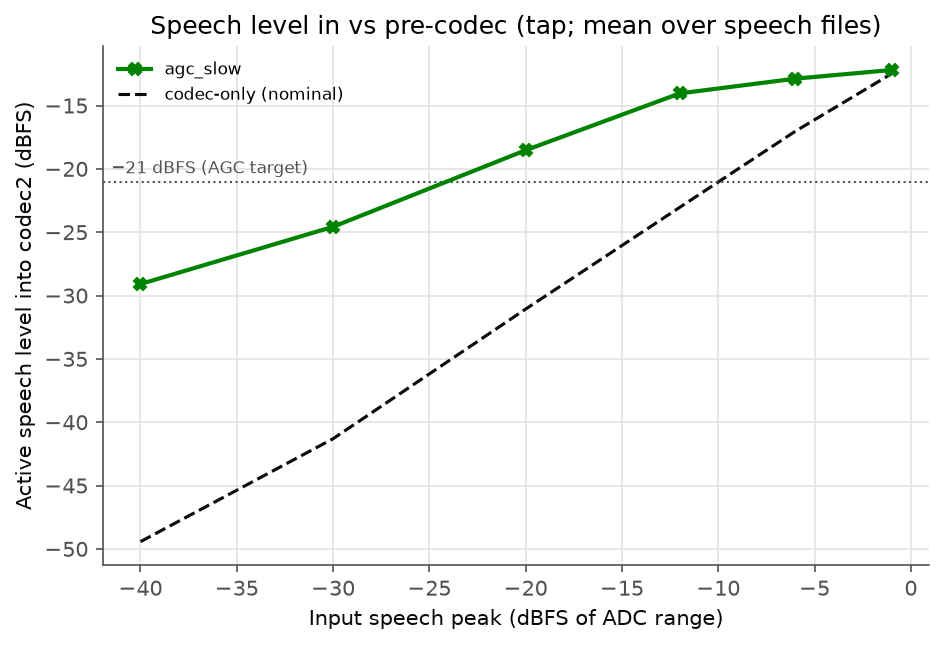 Speech level in vs pre-codec (tap; mean over speech files)
agc_slow
codec-only (nominal)
−21 dBFS (AGC target)
Active speech level into codec2 (dBFS)
−15
−20
−25
−30
−35
−40
−45
−50
−40 −35 −30 −25 −20 −15 −10 −5 0
Input speech peak (dBFS of ADC range)